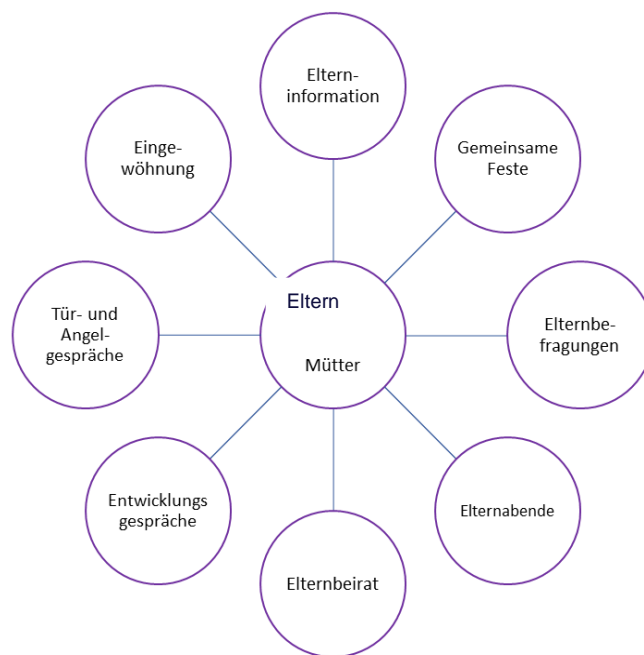 Eltern-
information
Gemeinsame
Feste
Elternbe-
fragungen
Elternabende
Elternbeirat
Entwicklungs
gespräche
Tür- und
Angel-
gespräche
Einge-
wöhnung
Eltern
Mütter